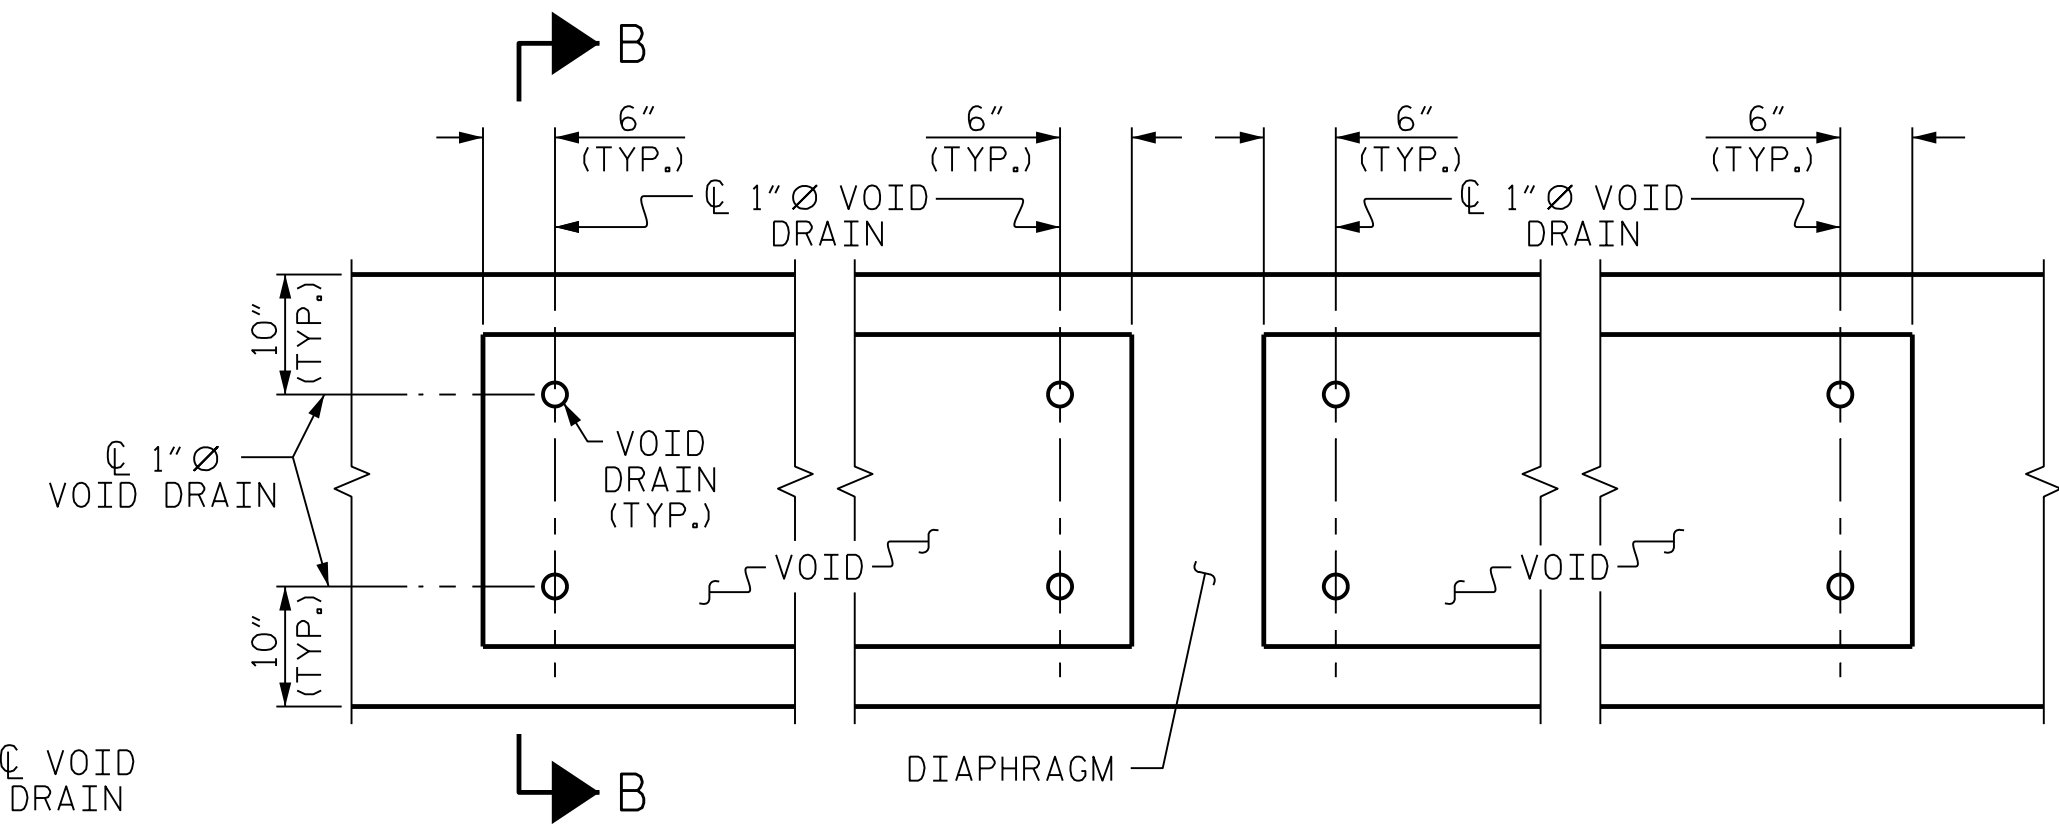 B
6" 6" 6" 6"
(TYP.) (TYP.) (TYP.) (TYP.)
℄ 1"Ø VOID
DRAIN
℄ 1"Ø VOID
DRAIN
10"
(TYP.)
℄ 1"Ø
VOID DRAIN
VOID
DRAIN
(TYP.)
VOID
VOID
10"
(TYP.)
DIAPHRAGM
℄ VOID
DRAIN
B